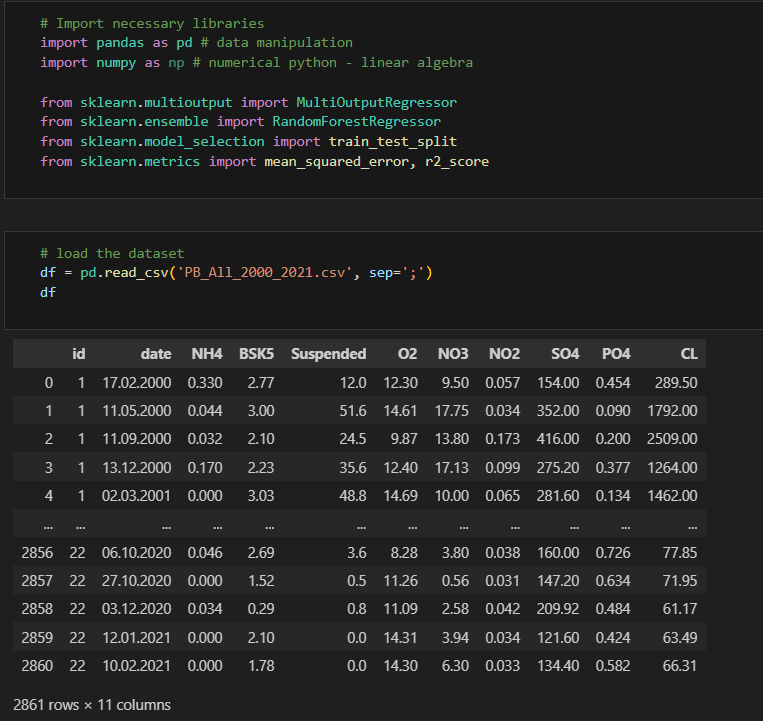 # Import necessary libraries
import pandas as pd # data manipulation
import numpy as np # numerical python - linear algebra
from sklearn.multioutput import MultiOutputRegressor
from sklearn.ensemble import RandomForestRegressor
from sklearn.model_selection import train_test_split
from sklearn.metrics import mean_squared_error, r2_score
# load the dataset
df = pd.read_csv('PB_All_2000_2021.csv', sep=';')
df
id date NH4 BSK5 Suspended O2 NO3 NO2 SO4 PO4 CL
0 1 17.02.2000 0.330 2.77 12.0 12.30 9.50 0.057 154.00 0.454 289.50
1 1 11.05.2000 0.044 3.00 51.6 14.61 17.75 0.034 352.00 0.090 1792.00
2 1 11.09.2000 0.032 2.10 24.5 9.87 13.80 0.173 416.00 0.200 2509.00
3 1 13.12.2000 0.170 2.23 35.6 12.40 17.13 0.099 275.20 0.377 1264.00
4 1 02.03.2001 0.000 3.03 48.8 14.69 10.00 0.065 281.60 0.134 1462.00
... ... ... ... ... ... ... ... ... ... ... ...
2856 22 06.10.2020 0.046 2.69 3.6 8.28 3.80 0.038 160.00 0.726 77.85
2857 22 27.10.2020 0.000 1.52 0.5 11.26 0.56 0.031 147.20 0.634 71.95
2858 22 03.12.2020 0.034 0.29 0.8 11.09 2.58 0.042 209.92 0.484 61.17
2859 22 12.01.2021 0.000 2.10 0.0 14.31 3.94 0.034 121.60 0.424 63.49
2860 22 10.02.2021 0.000 1.78 0.0 14.30 6.30 0.033 134.40 0.582 66.31
2861 rows × 11 columns